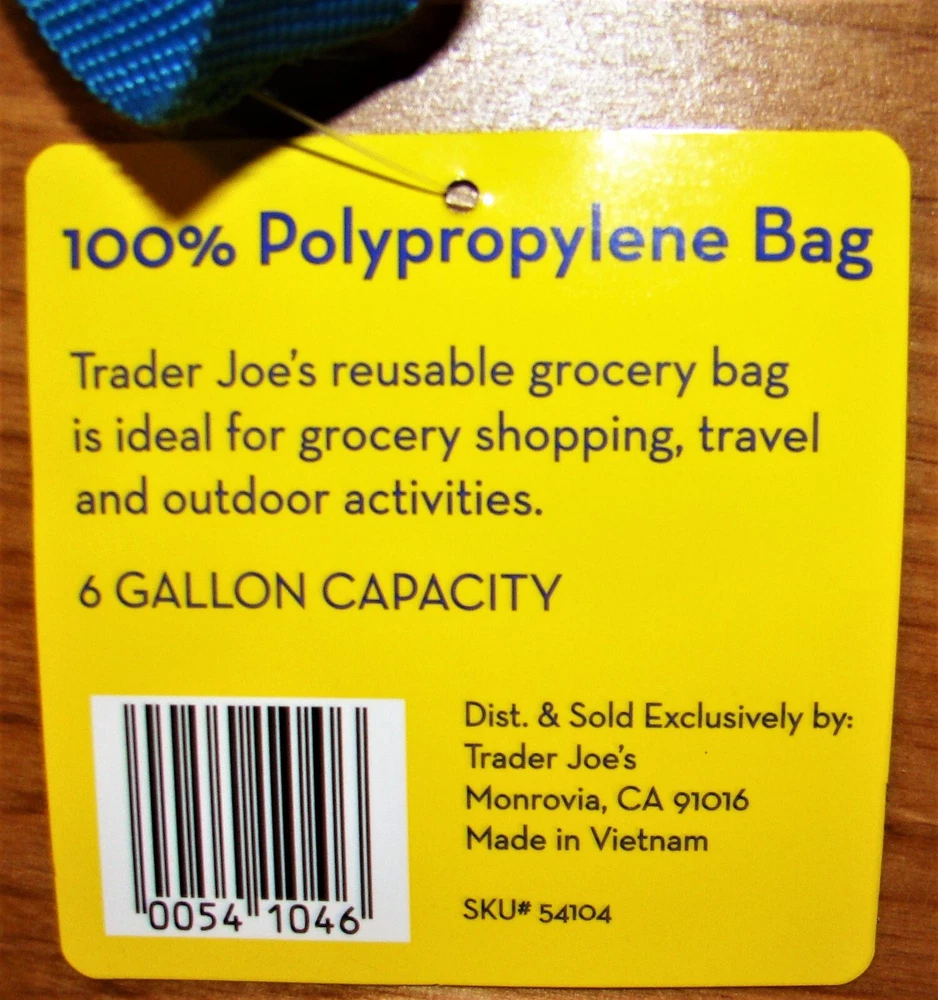 100% Polypropylene Bag
Trader Joe's reusable grocery bag
is ideal for grocery shopping, travel
and outdoor activities.
6 GALLON CAPACITY
Dist. & Sold Exclusively by:
Trader Joe's
Monrovia, CA 91016
Made in Vietnam
SKU# 54104
0054 1046